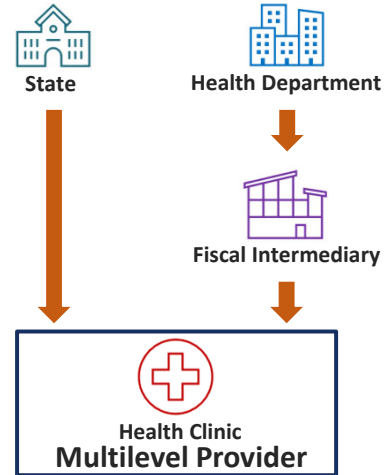 State
Health Department
Fiscal Intermediary
Health Clinic
Multilevel Provider